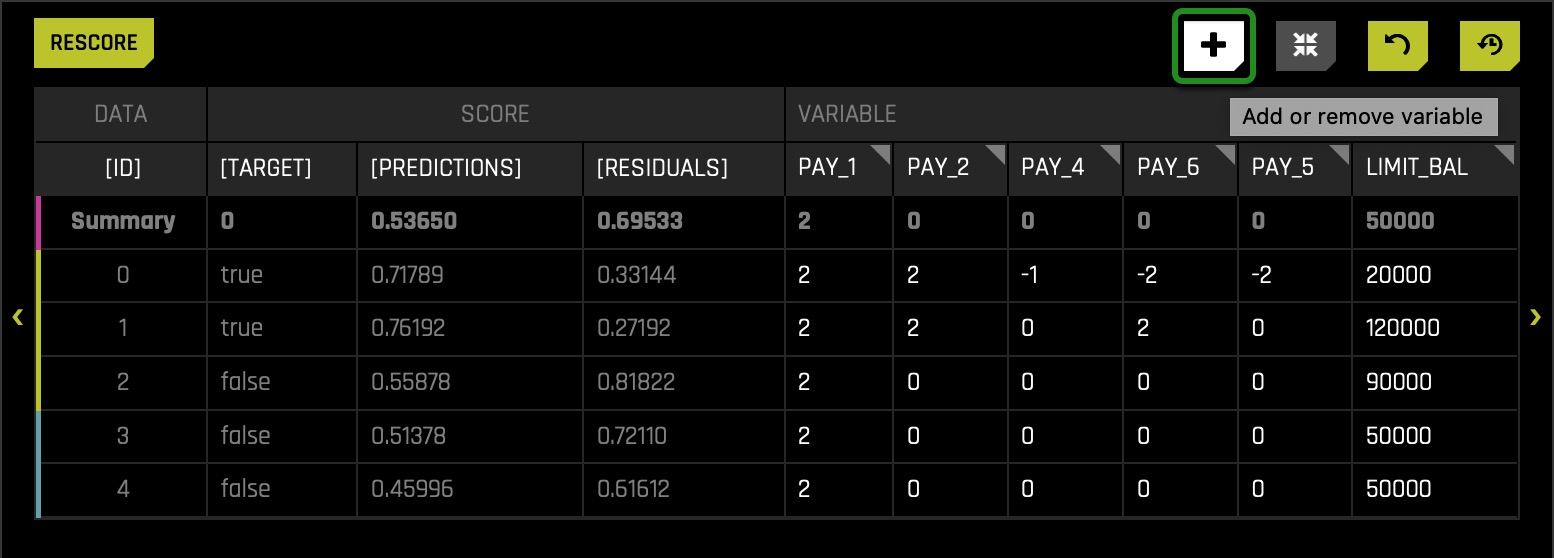 RESCORE
Add or remove variable
DATA SCORE VARIABLE
[ID] [TARGET] [PREDICTIONS] [RESIDUALS] PAY_1 PAY_2 PAY_4 PAY_6 PAY_5 LIMIT_BAL
Summary 0 0.53650 0.69533 2 0 0 0 0 50000
0 true 0.71789 0.33144 2 2 -1 -2 -2 20000
1 true 0.76192 0.27192 2 2 0 2 0 120000
2 false 0.55878 0.81822 2 0 0 0 0 90000
3 false 0.51378 0.72110 2 0 0 0 0 50000
4 false 0.45996 0.61612 2 0 0 0 0 50000